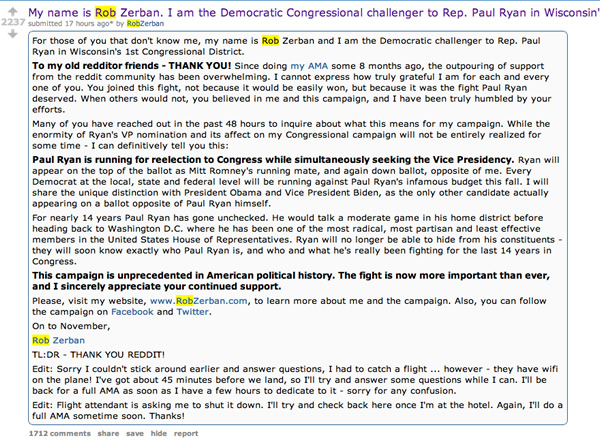 My name is Rob Zerban. I am the Democratic Congressional challenger to Rep. Paul Ryan in Wisconsin'
2237
submitted 17 hours ago* by RobZerban
For those of you that don't know me, my name is Rob Zerban and I am the Democratic challenger to Rep. Paul
Ryan in Wisconsin's 1st Congressional District.
To my old redditor friends - THANK YOU! Since doing my AMA some 8 months ago, the outpouring of support
from the reddit community has been overwhelming. I cannot express how truly grateful I am for each and every
one of you. You joined this fight, not because it would be easily won, but because it was the fight Paul Ryan
deserved. When others would not, you believed in me and this campaign, and I have been truly humbled by your
efforts.
Many of you have reached out in the past 48 hours to inquire about what this means for my campaign. While the
enormity of Ryan's VP nomination and its affect on my Congressional campaign will not be entirely realized for
some time - I can definitively tell you this:
Paul Ryan is running for reelection to Congress while simultaneously seeking the Vice Presidency. Ryan will
appear on the top of the ballot as Mitt Romney's running mate, and again down ballot, opposite of me. Every
Democrat at the local, state and federal level will be running against Paul Ryan's infamous budget this fall. I will
share the unique distinction with President Obama and Vice President Biden, as the only other candidate actually
appearing on a ballot opposite of Paul Ryan himself.
For nearly 14 years Paul Ryan has gone unchecked. He would talk a moderate game in his home district before
heading back to Washington D.C. where he has been one of the most radical, most partisan and least effective
members in the United States House of Representatives. Ryan will no longer be able to hide from his constituents -
they will soon know exactly who Paul Ryan is, and who and what he's really been fighting for the last 14 years in
Congress.
This campaign is unprecedented in American political history. The fight is now more important than ever,
and I sincerely appreciate your continued support.
Please, visit my website, www.RobZerban.com, to learn more about me and the campaign. Also, you can follow
the campaign on Facebook and Twitter.
On to November,
Rob Zerban
TL:DR - THANK YOU REDDIT!
Edit: Sorry I couldn't stick around earlier and answer questions, I had to catch a flight ... however - they have wifi
on the plane! I've got about 45 minutes before we land, so I'll try and answer some questions while I can. I'll be
back for a full AMA as soon as I have a few hours to dedicate to it - sorry for any confusion.
Edit: Flight attendant is asking me to shut it down. I'll try and check back here once I'm at the hotel. Again, I'll do a
full AMA sometime soon. Thanks!
1712 comments share save hide report